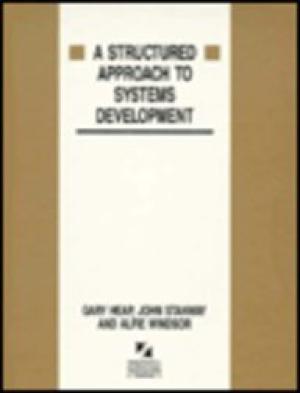 A STRUCTURED
APPROACH TO
SYSTEMS
DEVELOPMENT
GARY HEAP, JOHN STANWAY
AND ALFIE WINDSOR